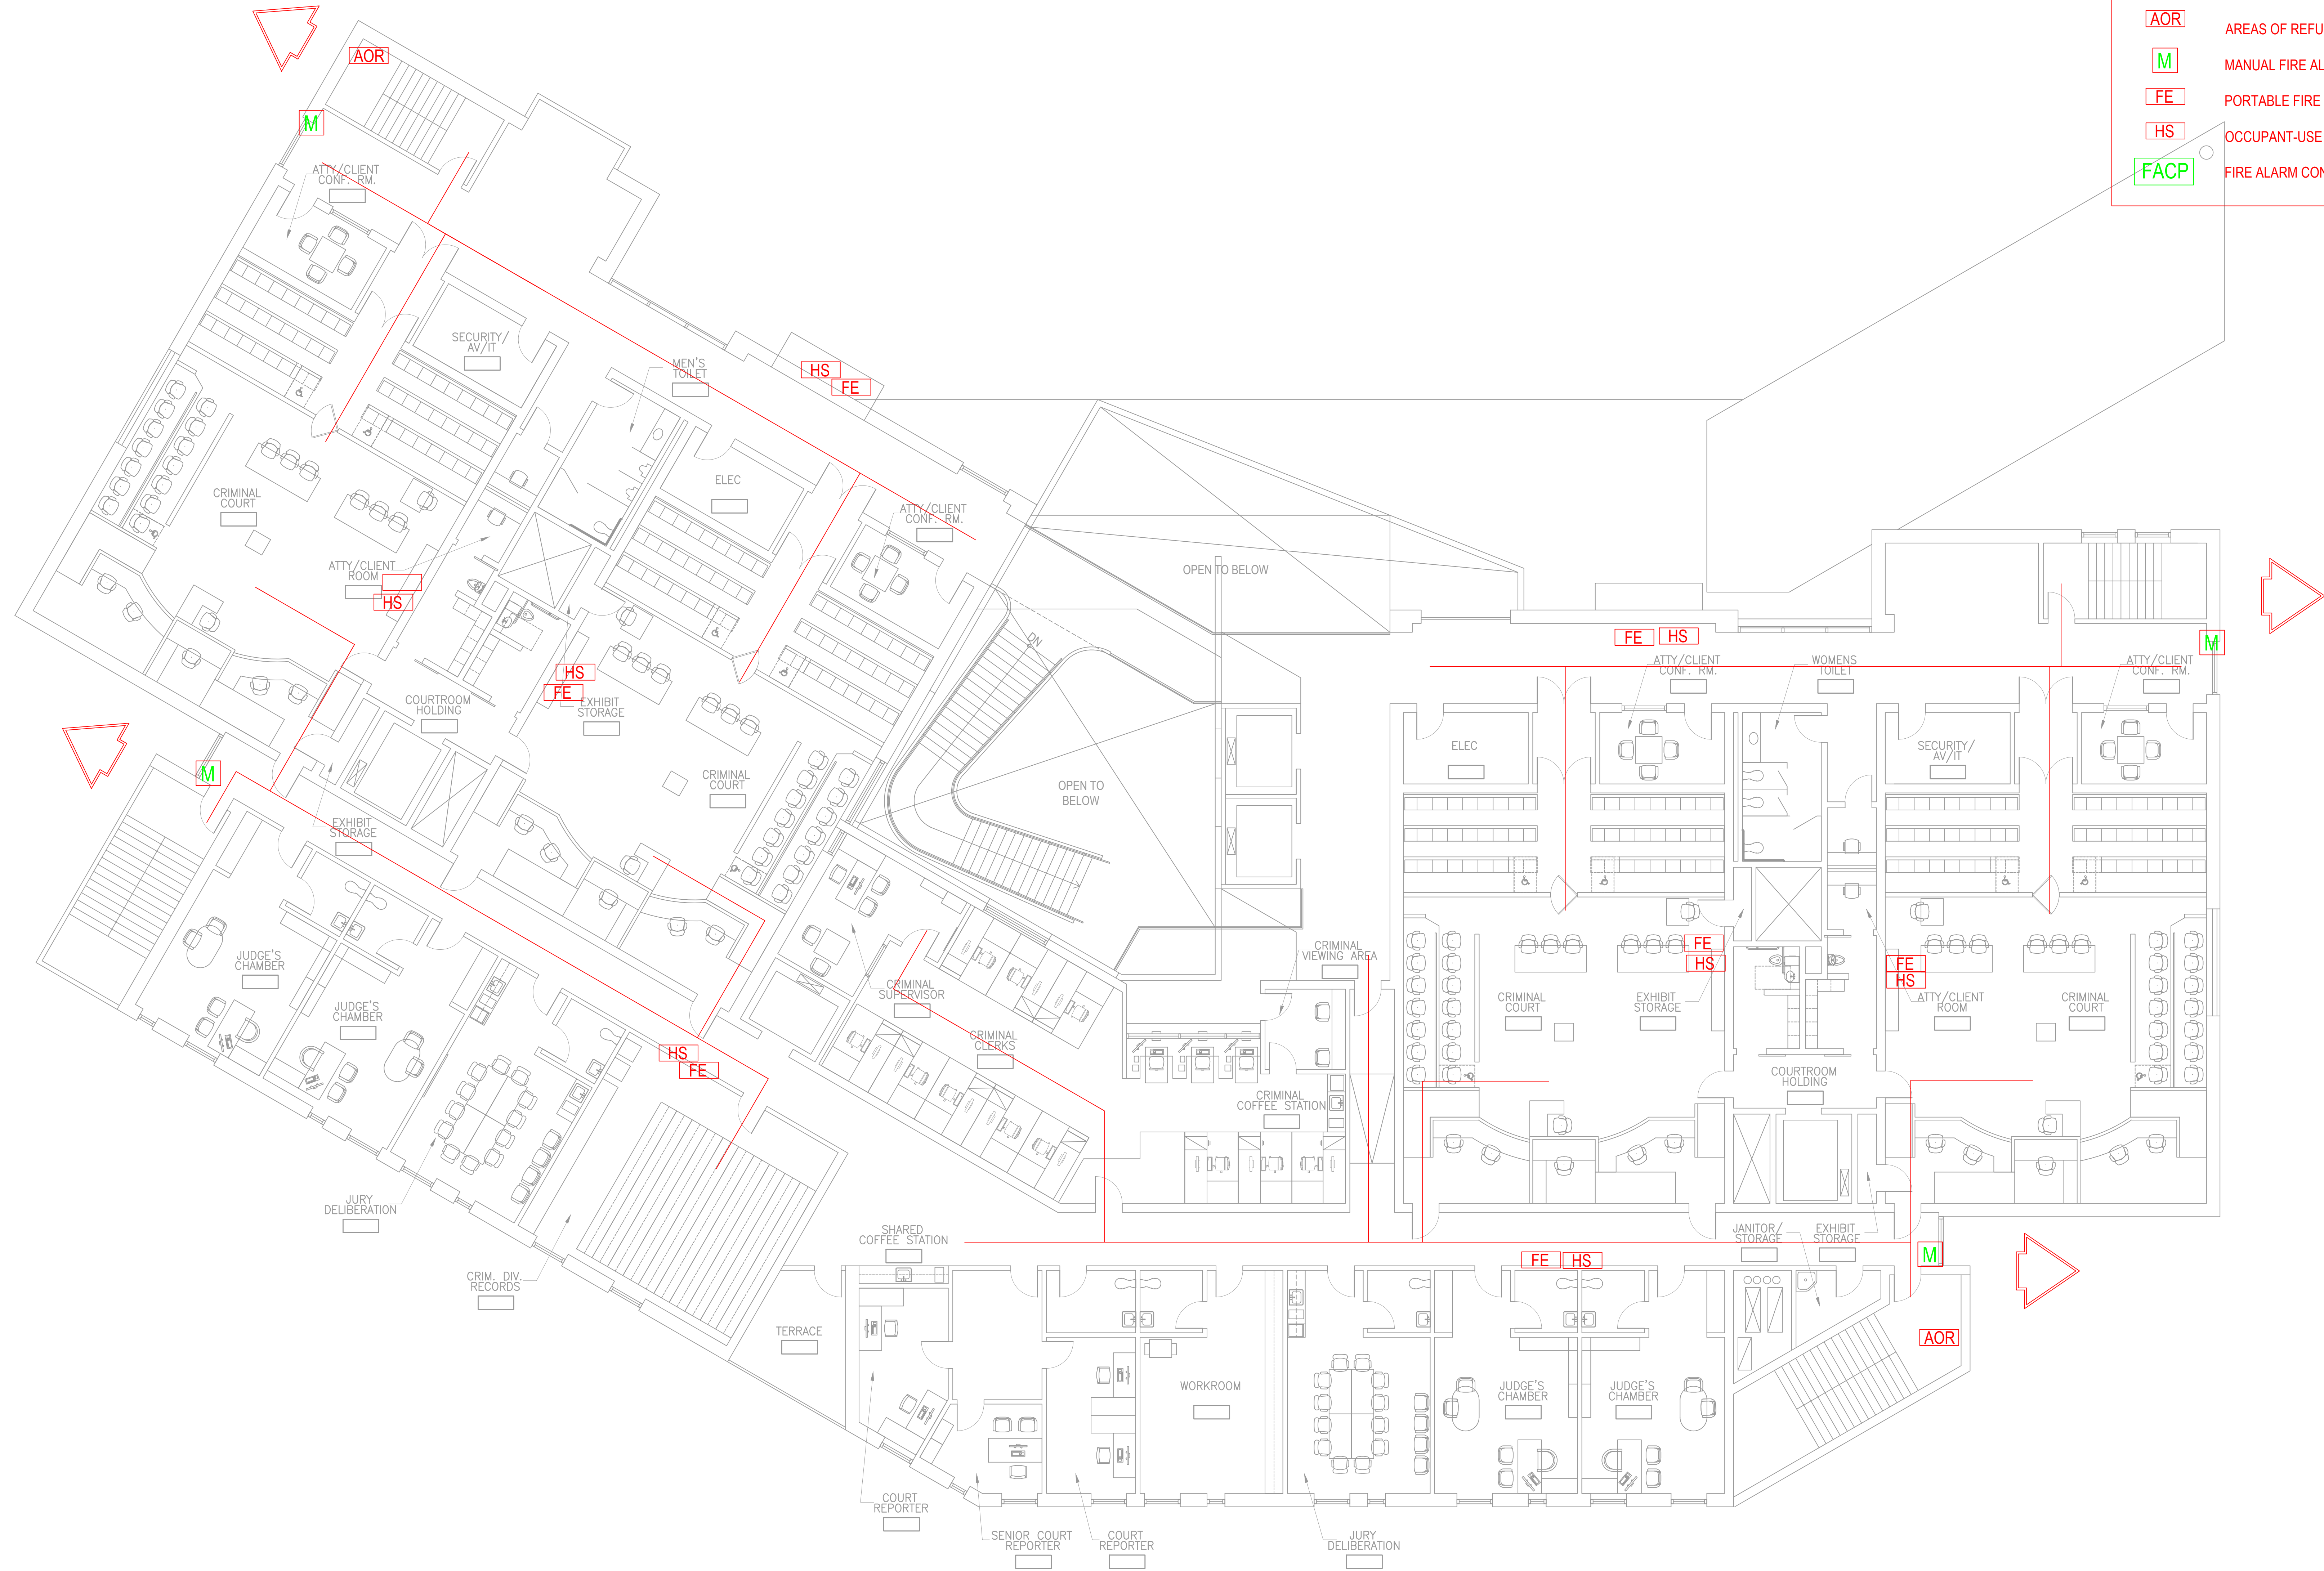 AOR
AREAS OF REFU
M
MANUAL FIRE AL
FE
PORTABLE FIRE
HS
OCCUPANT-USE
FACP
FIRE ALARM CON
AOR
M
ATTY/CLIENT
CONF. RM.
SECURITY/
AV/IT
MEN'S
TOILET
HS
FE
ELEC
CRIMINAL
COURT
ATTY/CLIENT
CONF. RM.
ATTY/CLIENT
ROOM
HS
OPEN TO BELOW
DN
HS
FE
EXHIBIT
STORAGE
COURTROOM
HOLDING
FE
HS
M
ATTY/CLIENT
CONF. RM.
WOMENS
TOILET
ATTY/CLIENT
CONF. RM.
ELEC
SECURITY/
AV/IT
M
CRIMINAL
COURT
OPEN TO
BELOW
EXHIBIT
STORAGE
JUDGE'S
CHAMBER
JUDGE'S
CHAMBER
CRIMINAL
SUPERVISOR
CRIMINAL
VIEWING AREA
FE
HS
FE
HS
CRIMINAL
COURT
EXHIBIT
STORAGE
ATTY/CLIENT
ROOM
CRIMINAL
COURT
HS
FE
CRIMINAL
CLERKS
COURTROOM
HOLDING
CRIMINAL
COFFEE STATION
JURY
DELIBERATION
SHARED
COFFEE STATION
JANITOR/
STORAGE
EXHIBIT
STORAGE
CRIM. DIV.
RECORDS
FE
HS
M
TERRACE
AOR
WORKROOM
JUDGE'S
CHAMBER
JUDGE'S
CHAMBER
COURT
REPORTER
SENIOR COURT
REPORTER
COURT
REPORTER
JURY
DELIBERATION